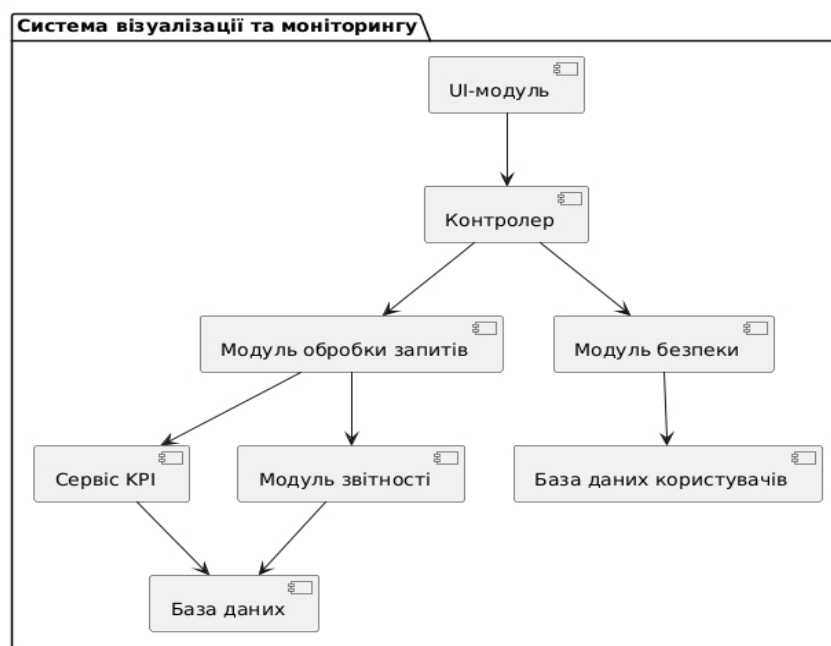 Система візуалізації та моніторингу
UI-модуль
Контролер
Модуль обробки запитів
Модуль безпеки
Сервіс KPI
Модуль звітності
База даних користувачів
База даних